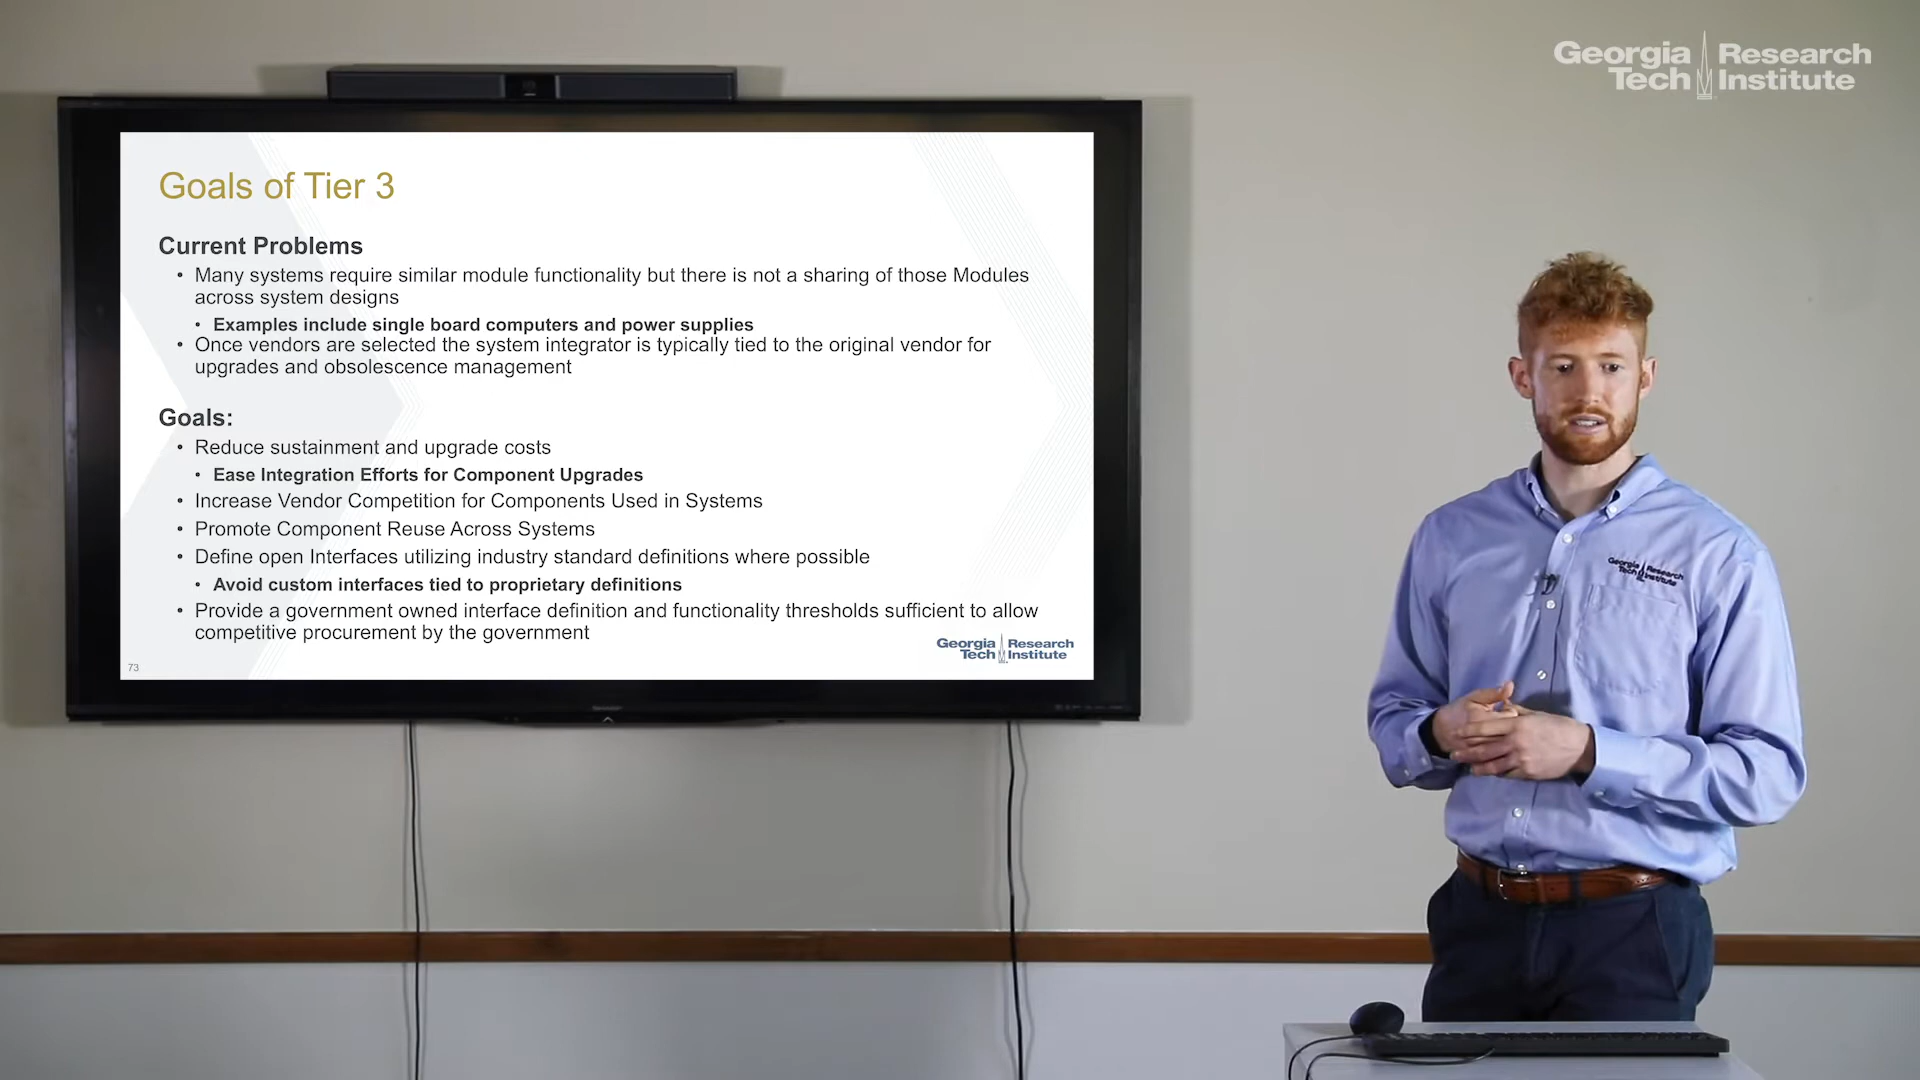 Georgia Research
Tech Institute
Goals of Tier 3
Current Problems
• Many systems require similar module functionality but there is not a sharing of those Modules
across system designs
• Examples include single board computers and power supplies
• Once vendors are selected the system integrator is typically tied to the original vendor for
upgrades and obsolescence management
Goals:
• Reduce sustainment and upgrade costs
• Ease Integration Efforts for Component Upgrades
• Increase Vendor Competition for Components Used in Systems
• Promote Component Reuse Across Systems
• Define open Interfaces utilizing industry standard definitions where possible
• Avoid custom interfaces tied to proprietary definitions
• Provide a government owned interface definition and functionality thresholds sufficient to allow
competitive procurement by the government
Georgia Research
Tech Institute
73
Georgia Research
Tech Institute